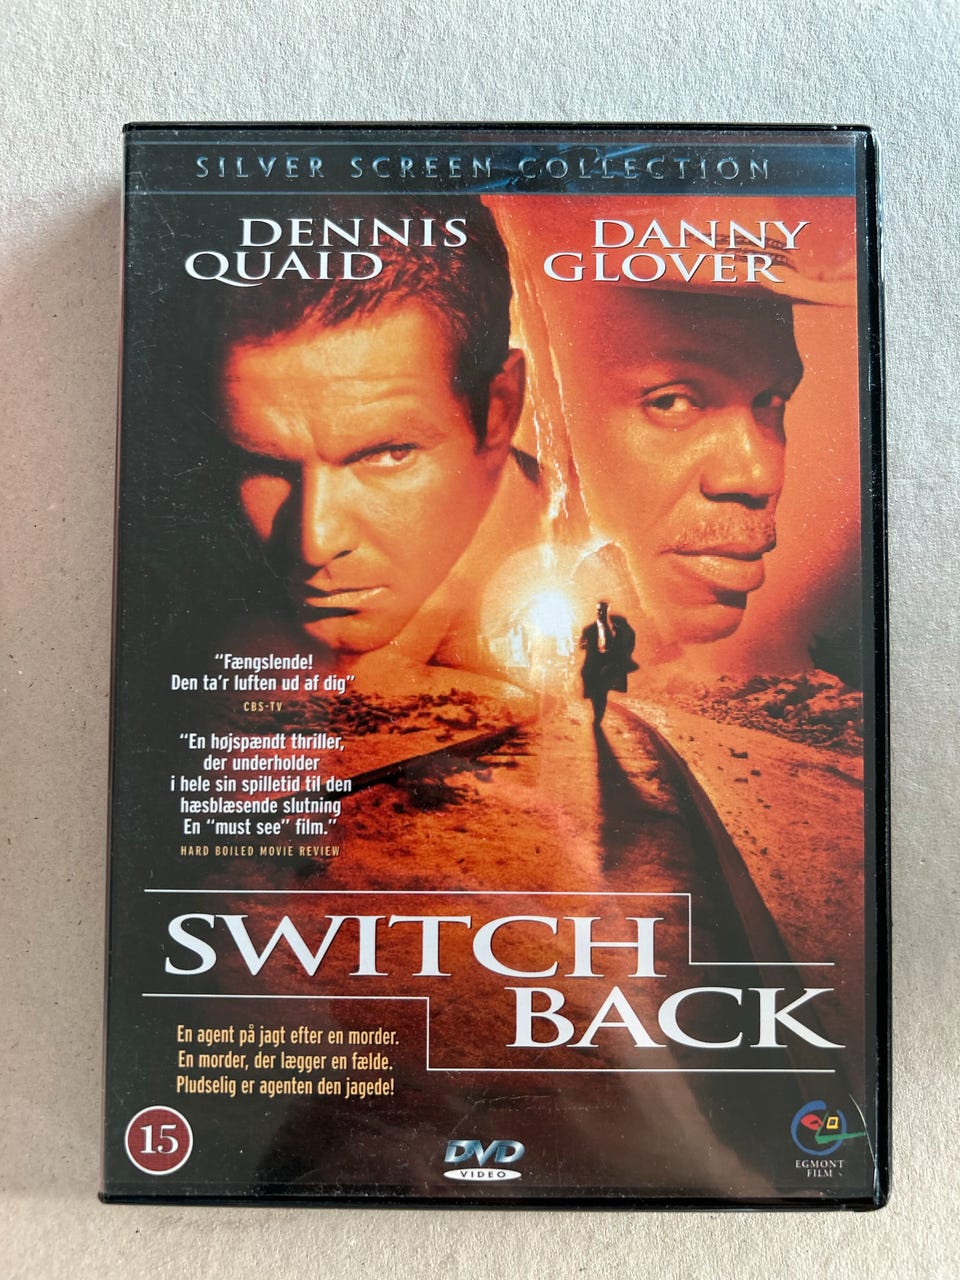 SILVER SCREEN COLLECTION
DENNIS
QUAID
DANNY
GLOVER
"Fængslende!
Den ta'r luften ud af dig"
CBS-TV
"En højspændt thriller,
der underholder
i hele sin spilletid til den
hæsblæsende slutning
En "must see" film."
HARD BOILED MOVIE REVIEW
SWITCH
BACK
En agent på jagt efter en morder.
En morder, der lægger en fælde.
Pludselig er agenten den jagede!
15
DVD
VIDEO
EGMONT
FILM